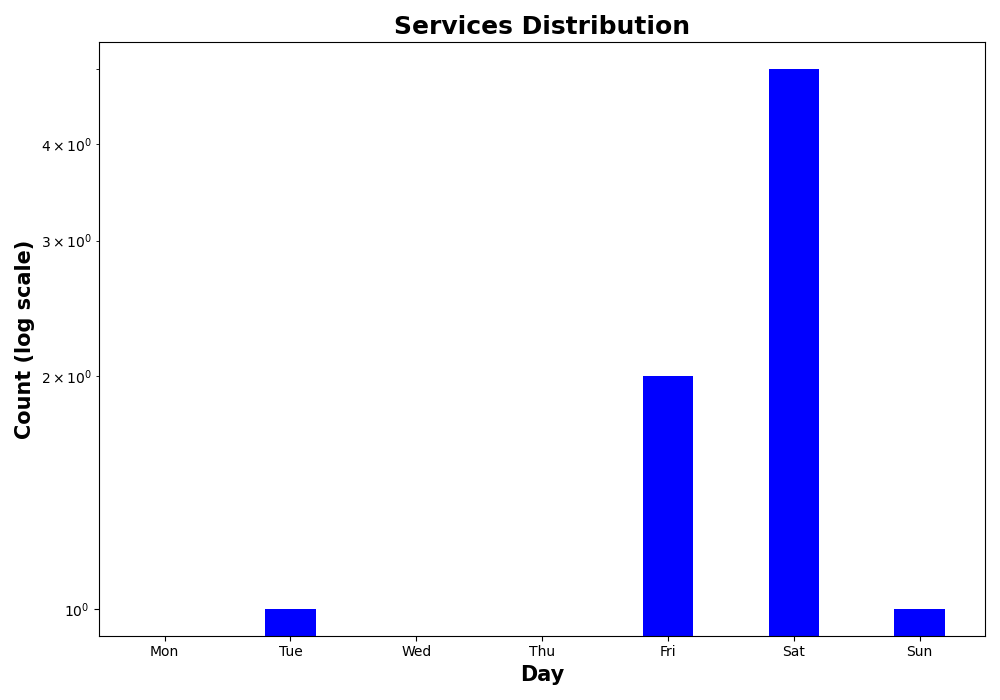 Services Distribution
Count (log scale)
4 × 10⁰
3 × 10⁰
2 × 10⁰
10⁰
Mon Tue Wed Thu Fri Sat Sun
Day